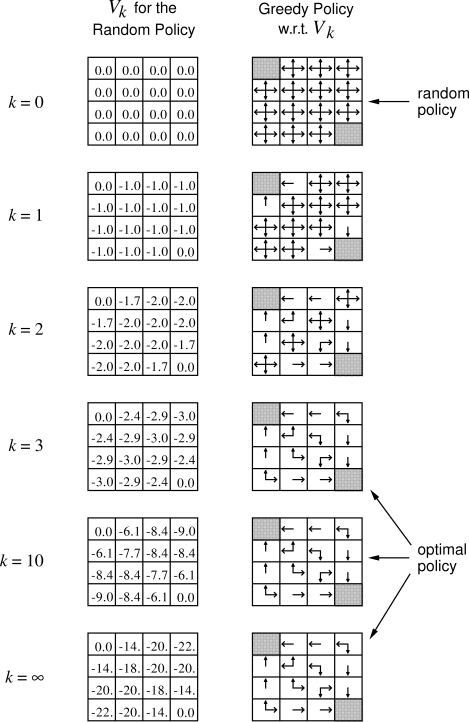 V_k for the Random Policy
Greedy Policy w.r.t. V_k
k = 0
0.0 0.0 0.0 0.0
0.0 0.0 0.0 0.0
0.0 0.0 0.0 0.0
0.0 0.0 0.0 0.0
random policy
k = 1
0.0 -1.0 -1.0 -1.0
-1.0 -1.0 -1.0 -1.0
-1.0 -1.0 -1.0 -1.0
-1.0 -1.0 -1.0 0.0
k = 2
0.0 -1.7 -2.0 -2.0
-1.7 -2.0 -2.0 -2.0
-2.0 -2.0 -2.0 -1.7
-2.0 -2.0 -1.7 0.0
k = 3
0.0 -2.4 -2.9 -3.0
-2.4 -2.9 -3.0 -2.9
-2.9 -3.0 -2.9 -2.4
-3.0 -2.9 -2.4 0.0
k = 10
0.0 -6.1 -8.4 -9.0
-6.1 -7.7 -8.4 -8.4
-8.4 -8.4 -7.7 -6.1
-9.0 -8.4 -6.1 0.0
optimal policy
k = ∞
0.0 -14. -20. -22.
-14. -18. -20. -20.
-20. -20. -18. -14.
-22. -20. -14. 0.0